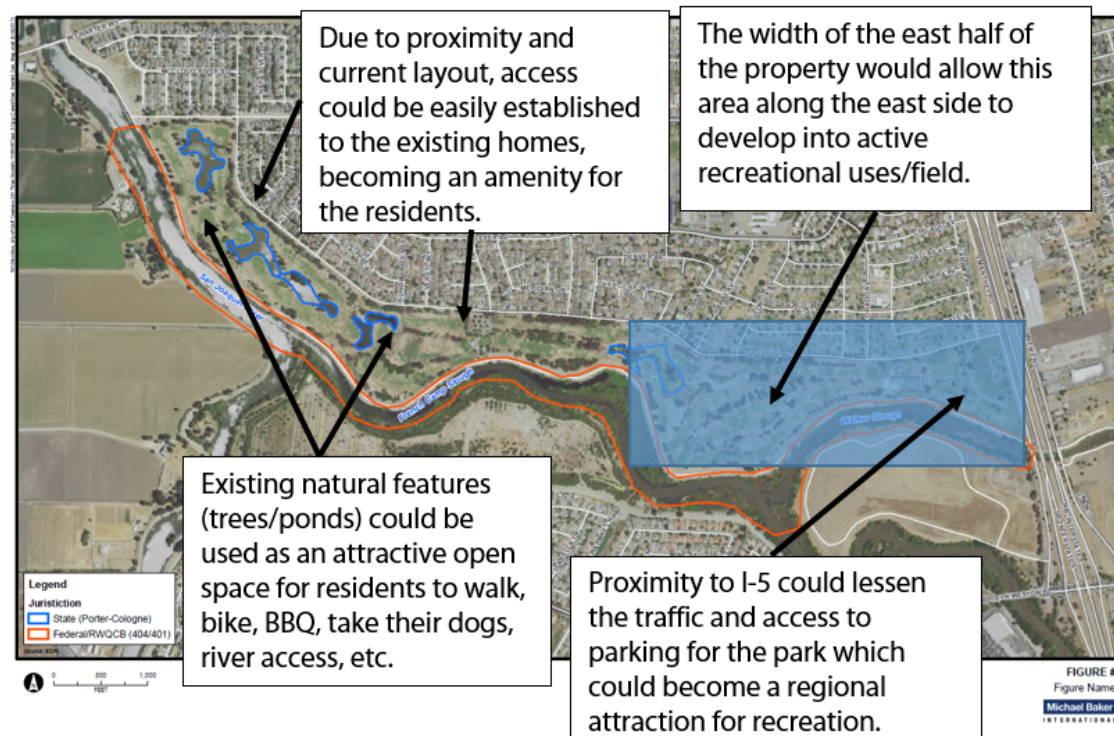 Due to proximity and
current layout, access
could be easily established
to the existing homes,
becoming an amenity for
the residents.
The width of the east half of
the property would allow this
area along the east side to
develop into active
recreational uses/field.
French Camp Slough
Walker Slough
Existing natural features
(trees/ponds) could be
used as an attractive open
space for residents to walk,
bike, BBQ, take their dogs,
river access, etc.
Proximity to I-5 could lessen
the traffic and access to
parking for the park which
could become a regional
attraction for recreation.
Legend
Jurisdiction
State (Porter-Cologne)
Federal/RWQCB (404/401)
0 500 1,000
FEET
FIGURE #
Figure Name
Michael Baker
INTERNATIONAL